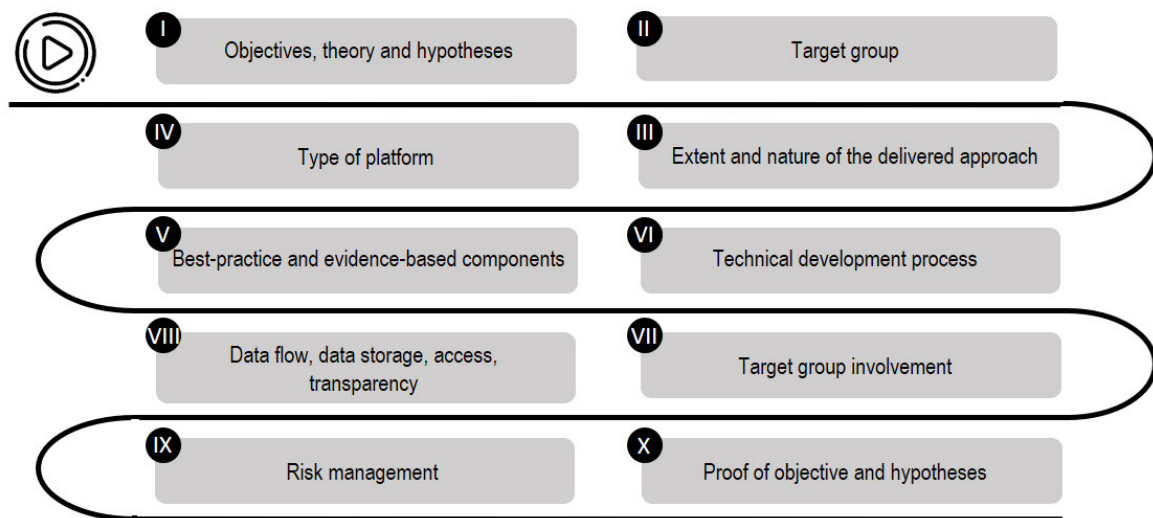 I
Objectives, theory and hypotheses
II
Target group
III
Extent and nature of the delivered approach
IV
Type of platform
V
Best-practice and evidence-based components
VI
Technical development process
VII
Target group involvement
VIII
Data flow, data storage, access,
transparency
IX
Risk management
X
Proof of objective and hypotheses